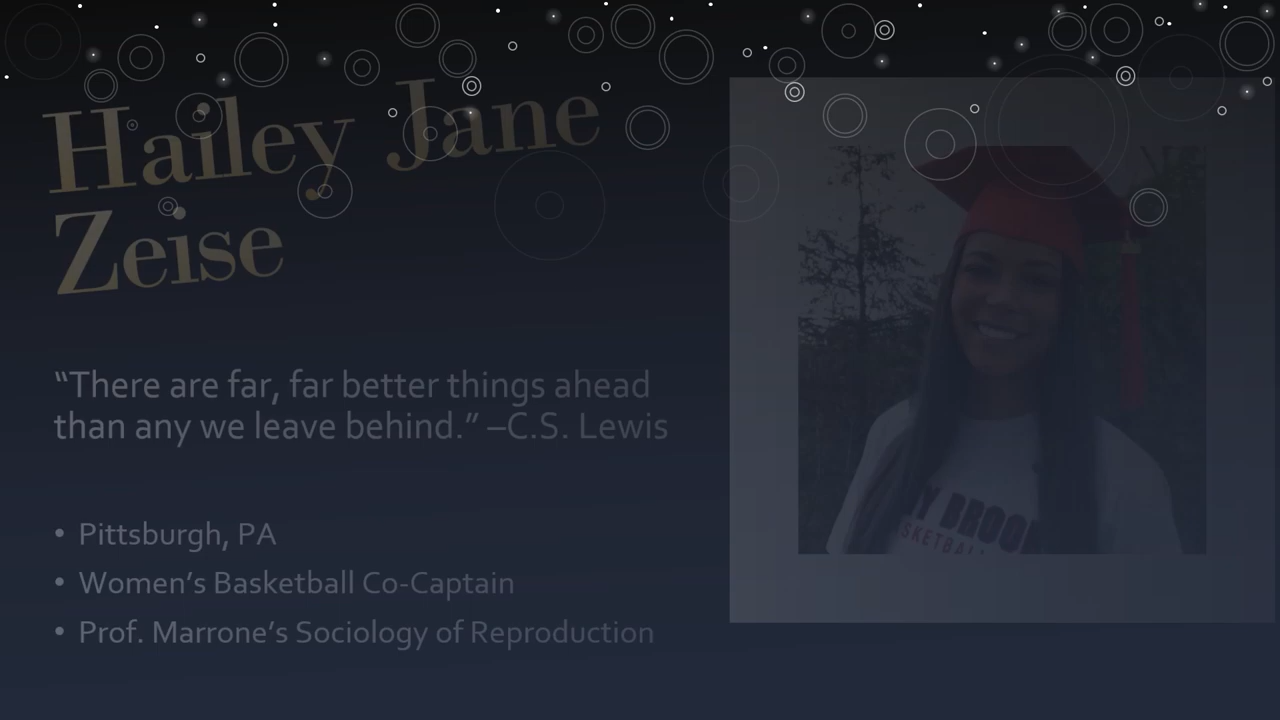 Hailey Jane
Zeise
“There are far, far better things ahead
than any we leave behind.” –C.S. Lewis
• Pittsburgh, PA
• Women’s Basketball Co-Captain
• Prof. Marrone’s Sociology of Reproduction